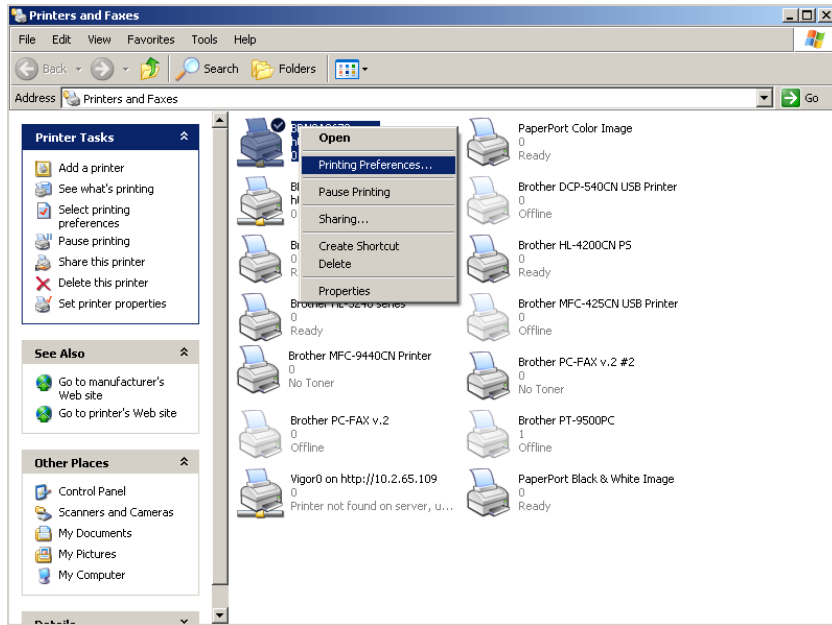 Printers and Faxes
File Edit View Favorites Tools Help
Back Search Folders
Address Printers and Faxes Go
Printer Tasks
Add a printer
See what's printing
Select printing
preferences
Pause printing
Share this printer
Delete this printer
Set printer properties
See Also
Go to manufacturer's
Web site
Go to printer's Web site
Other Places
Control Panel
Scanners and Cameras
My Documents
My Pictures
My Computer
Details
0
Open
Printing Preferences...
Pause Printing
Sharing...
Create Shortcut
Delete
Properties
0
0
0
Ready
Brother MFC-9440CN Printer
0
No Toner
Brother PC-FAX v.2
0
Offline
Vigor0 on http://10.2.65.109
0
Printer not found on server, u...
PaperPort Color Image
0
Ready
Brother DCP-540CN USB Printer
0
Offline
Brother HL-4200CN PS
0
Ready
Brother MFC-425CN USB Printer
0
Offline
Brother PC-FAX v.2 #2
0
No Toner
Brother PT-9500PC
1
Offline
PaperPort Black & White Image
0
Ready